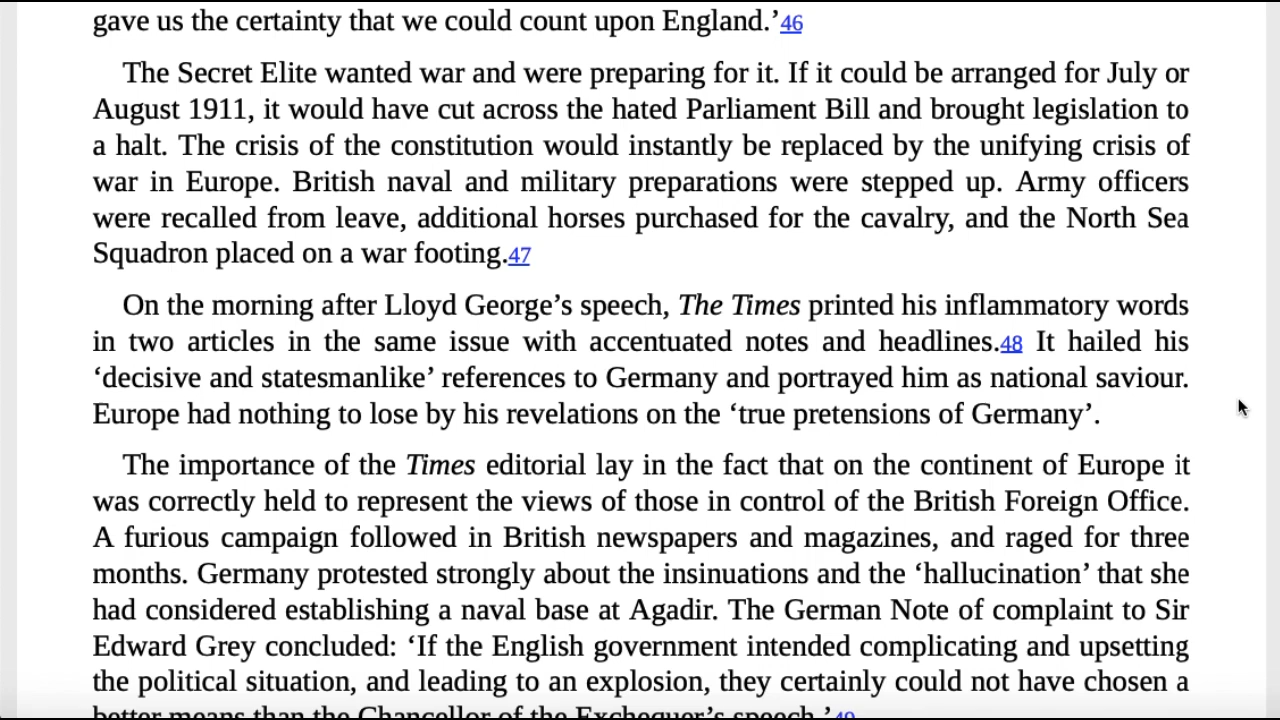 gave us the certainty that we could count upon England.’46
The Secret Elite wanted war and were preparing for it. If it could be arranged for July or
August 1911, it would have cut across the hated Parliament Bill and brought legislation to
a halt. The crisis of the constitution would instantly be replaced by the unifying crisis of
war in Europe. British naval and military preparations were stepped up. Army officers
were recalled from leave, additional horses purchased for the cavalry, and the North Sea
Squadron placed on a war footing.47
On the morning after Lloyd George’s speech, The Times printed his inflammatory words
in two articles in the same issue with accentuated notes and headlines.48 It hailed his
‘decisive and statesmanlike’ references to Germany and portrayed him as national saviour.
Europe had nothing to lose by his revelations on the ‘true pretensions of Germany’.
The importance of the Times editorial lay in the fact that on the continent of Europe it
was correctly held to represent the views of those in control of the British Foreign Office.
A furious campaign followed in British newspapers and magazines, and raged for three
months. Germany protested strongly about the insinuations and the ‘hallucination’ that she
had considered establishing a naval base at Agadir. The German Note of complaint to Sir
Edward Grey concluded: ‘If the English government intended complicating and upsetting
the political situation, and leading to an explosion, they certainly could not have chosen a
better means than the Chancellor of the Exchequer’s speech.’49